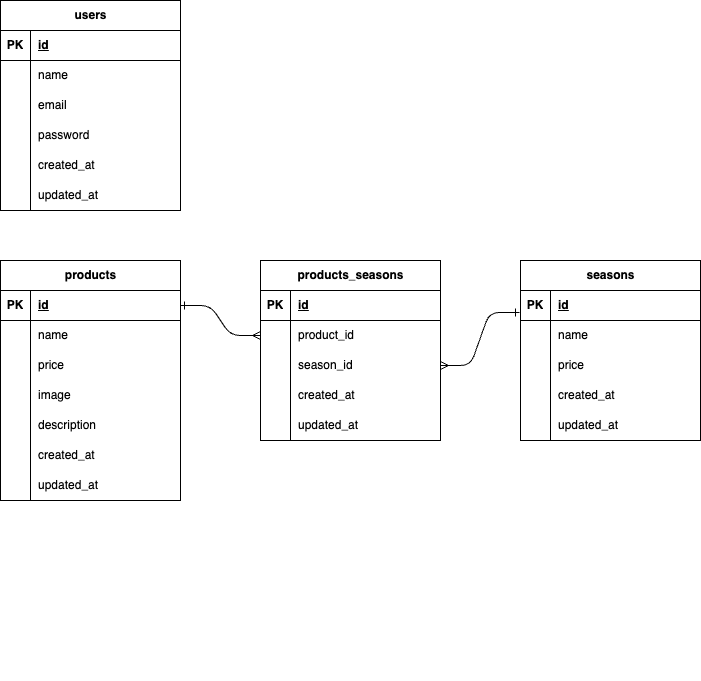 users
PK id
name
email
password
created_at
updated_at
products
PK id
name
price
image
description
created_at
updated_at
products_seasons
PK id
product_id
season_id
created_at
updated_at
seasons
PK id
name
price
created_at
updated_at